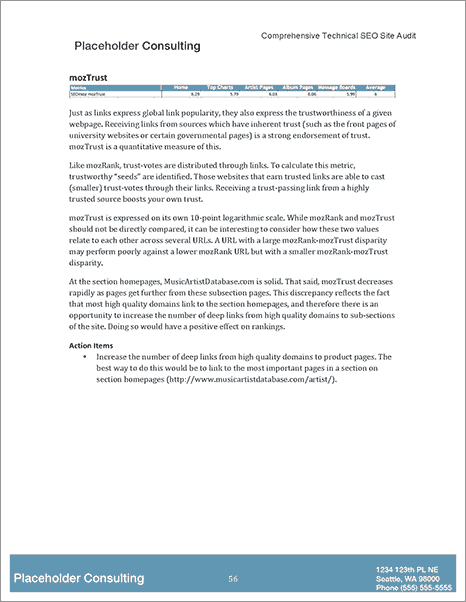 Comprehensive Technical SEO Site Audit
Placeholder Consulting
mozTrust
Metrics Home Top Charts Artist Pages Album Pages Message Boards Average
SEOmoz mozTrust 6.29 5.79 6.03 6.06 5.99 6
Just as links express global link popularity, they also express the trustworthiness of a given
webpage. Receiving links from sources which have inherent trust (such as the front pages of
university websites or certain governmental pages) is a strong endorsement of trust.
mozTrust is a quantitative measure of this.
Like mozRank, trust-votes are distributed through links. To calculate this metric,
trustworthy "seeds" are identified. Those websites that earn trusted links are able to cast
(smaller) trust-votes through their links. Receiving a trust-passing link from a highly
trusted source boosts your own trust.
mozTrust is expressed on its own 10-point logarithmic scale. While mozRank and mozTrust
should not be directly compared, it can be interesting to consider how these two values
relate to each other across several URLs. A URL with a large mozRank-mozTrust disparity
may perform poorly against a lower mozRank URL but with a smaller mozRank-mozTrust
disparity.
At the section homepages, MusicArtistDatabase.com is solid. That said, mozTrust decreases
rapidly as pages get further from these subsection pages. This discrepancy reflects the fact
that most high quality domains link to the section homepages, and therefore there is an
opportunity to increase the number of deep links from high quality domains to sub-sections
of the site. Doing so would have a positive effect on rankings.
Action Items
• Increase the number of deep links from high quality domains to product pages. The
best way to do this would be to link to the most important pages in a section on
section homepages (http://www.musicartistdatabase.com/artist/).
Placeholder Consulting
56
1234 123th PL NE
Seattle, WA 98000
Phone (555) 555-5555